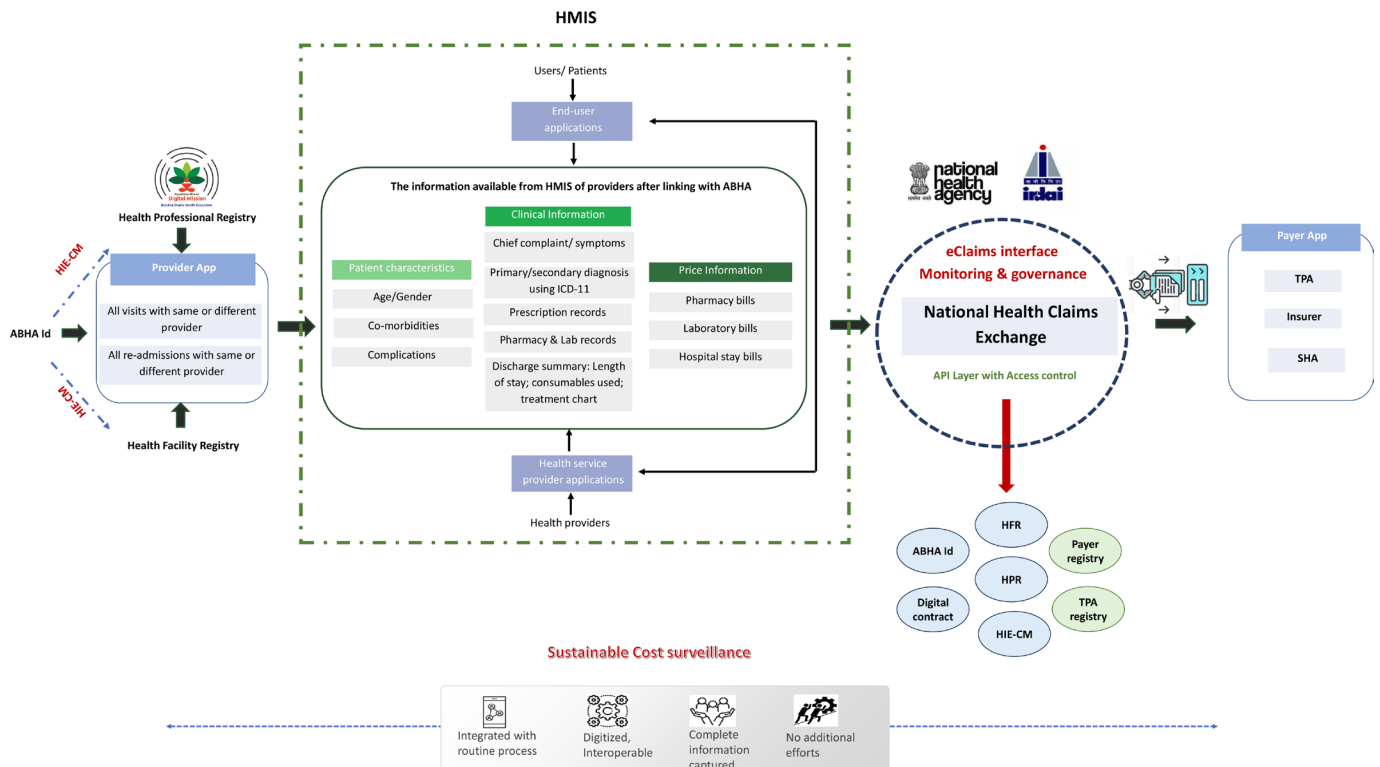 HMIS
Users/ Patients
End-user
applications
The information available from HMIS of providers after linking with ABHA
Clinical Information
Chief complaint/ symptoms
Primary/secondary diagnosis
using ICD-11
Prescription records
Pharmacy & Lab records
Discharge summary: Length
of stay; consumables used;
treatment chart
Patient characteristics
Age/Gender
Co-morbidities
Complications
Price Information
Pharmacy bills
Laboratory bills
Hospital stay bills
Health service
provider applications
Health providers
Digital Mission
Health Professional Registry
HIE-CM
Provider App
All visits with same or different
provider
All re-admissions with same or
different provider
ABHA Id
HIE-CM
Health Facility Registry
national
health
agency
irdai
eClaims interface
Monitoring & governance
National Health Claims
Exchange
API Layer with Access control
Payer App
TPA
Insurer
SHA
HFR
ABHA Id
Payer
registry
HPR
Digital
contract
TPA
registry
HIE-CM
Sustainable Cost surveillance
Integrated with
routine process
Digitized,
Interoperable
Complete
information
captured
No additional
efforts